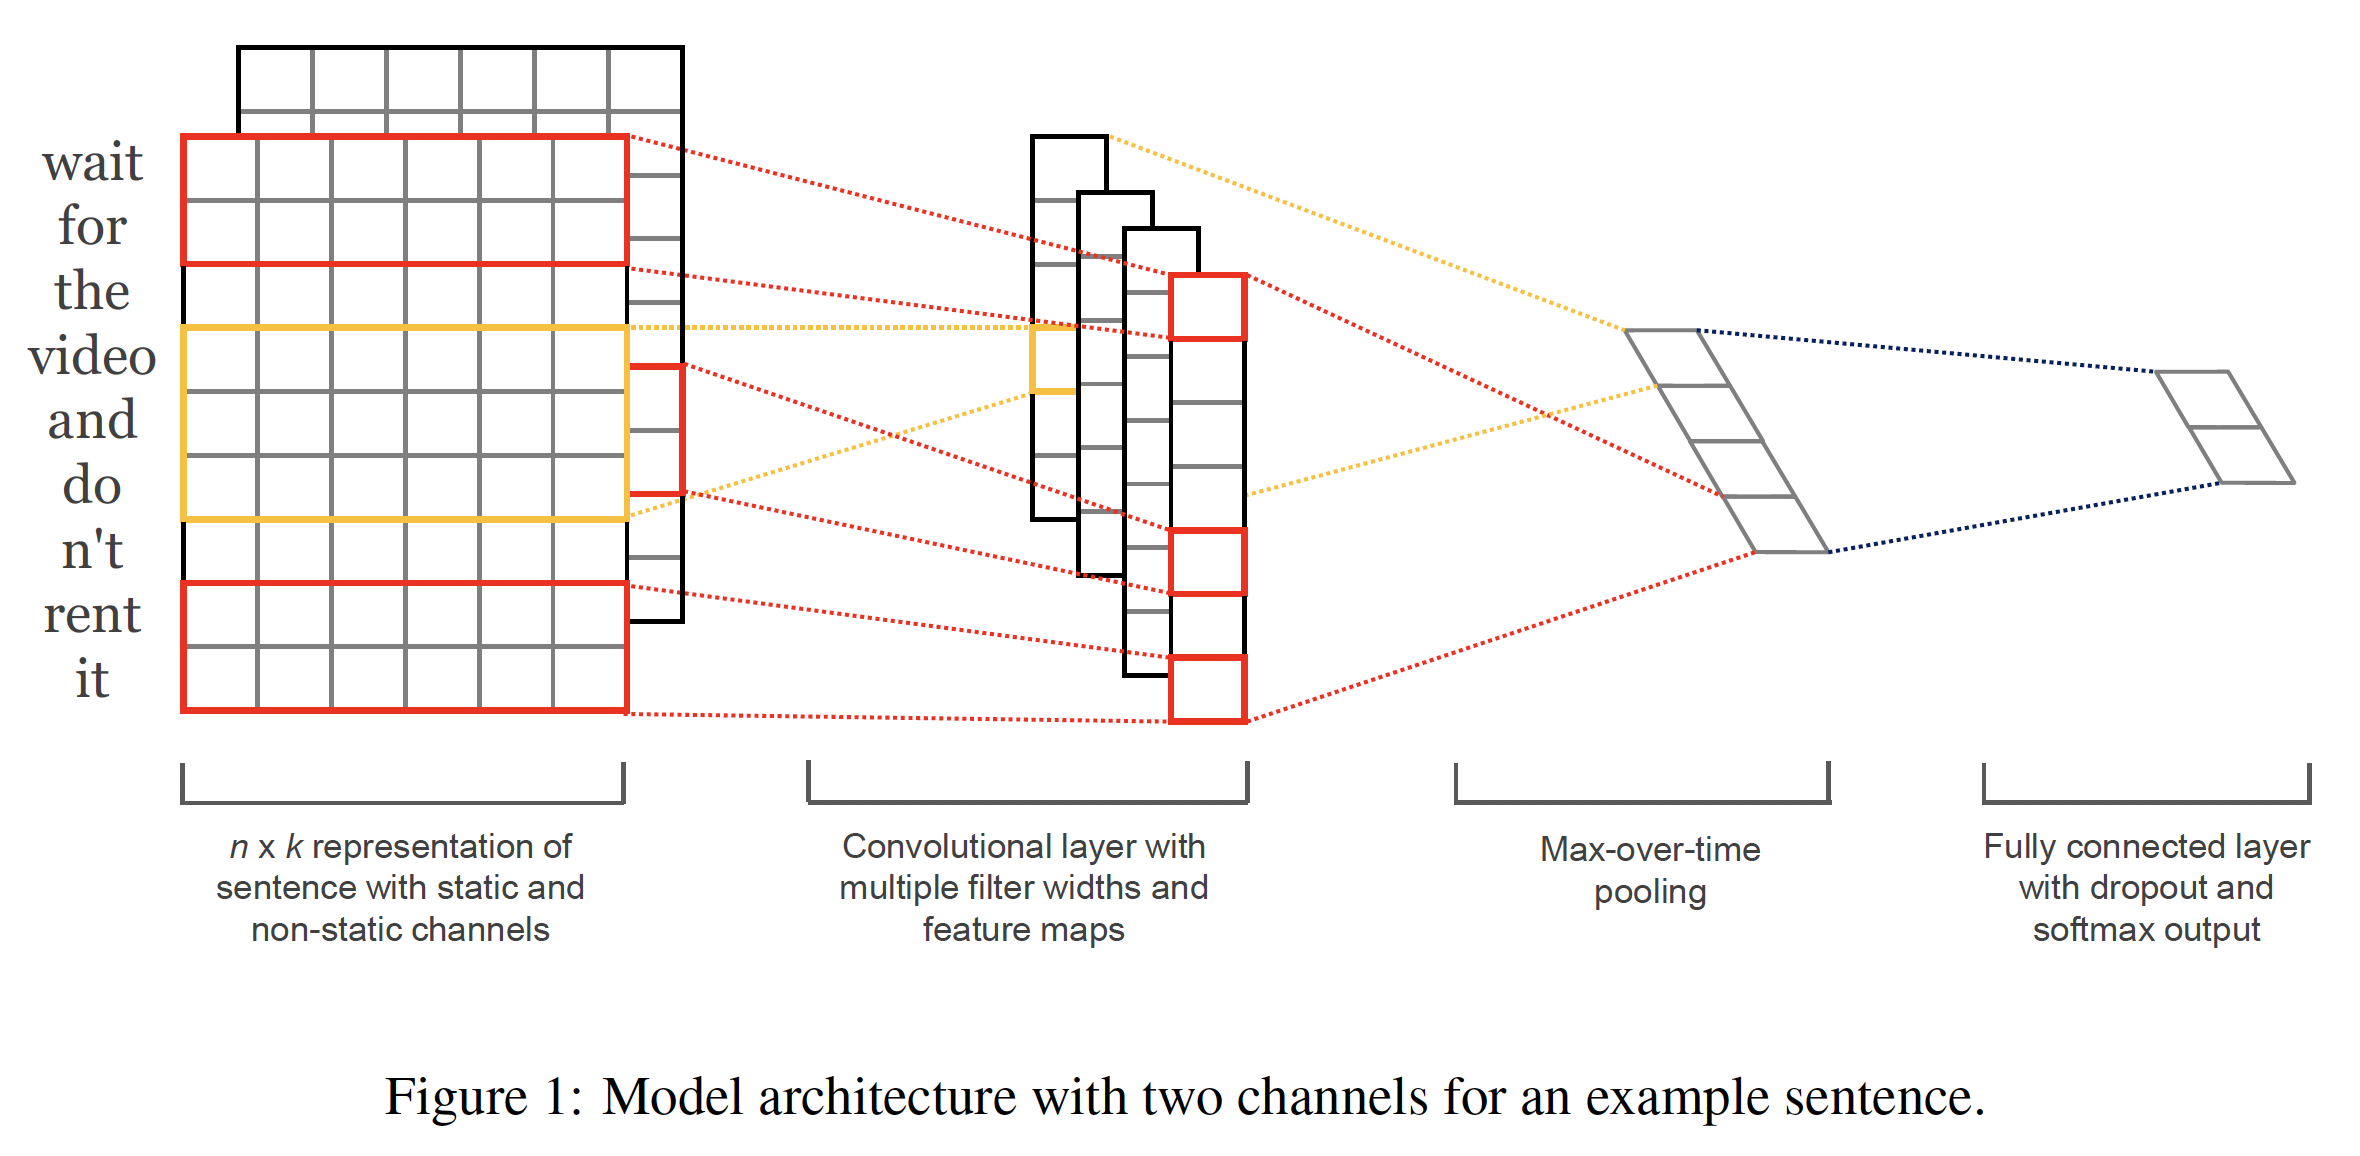 wait
for
the
video
and
do
n't
rent
it
n x k representation of
sentence with static and
non-static channels
Convolutional layer with
multiple filter widths and
feature maps
Max-over-time
pooling
Fully connected layer
with dropout and
softmax output
Figure 1: Model architecture with two channels for an example sentence.